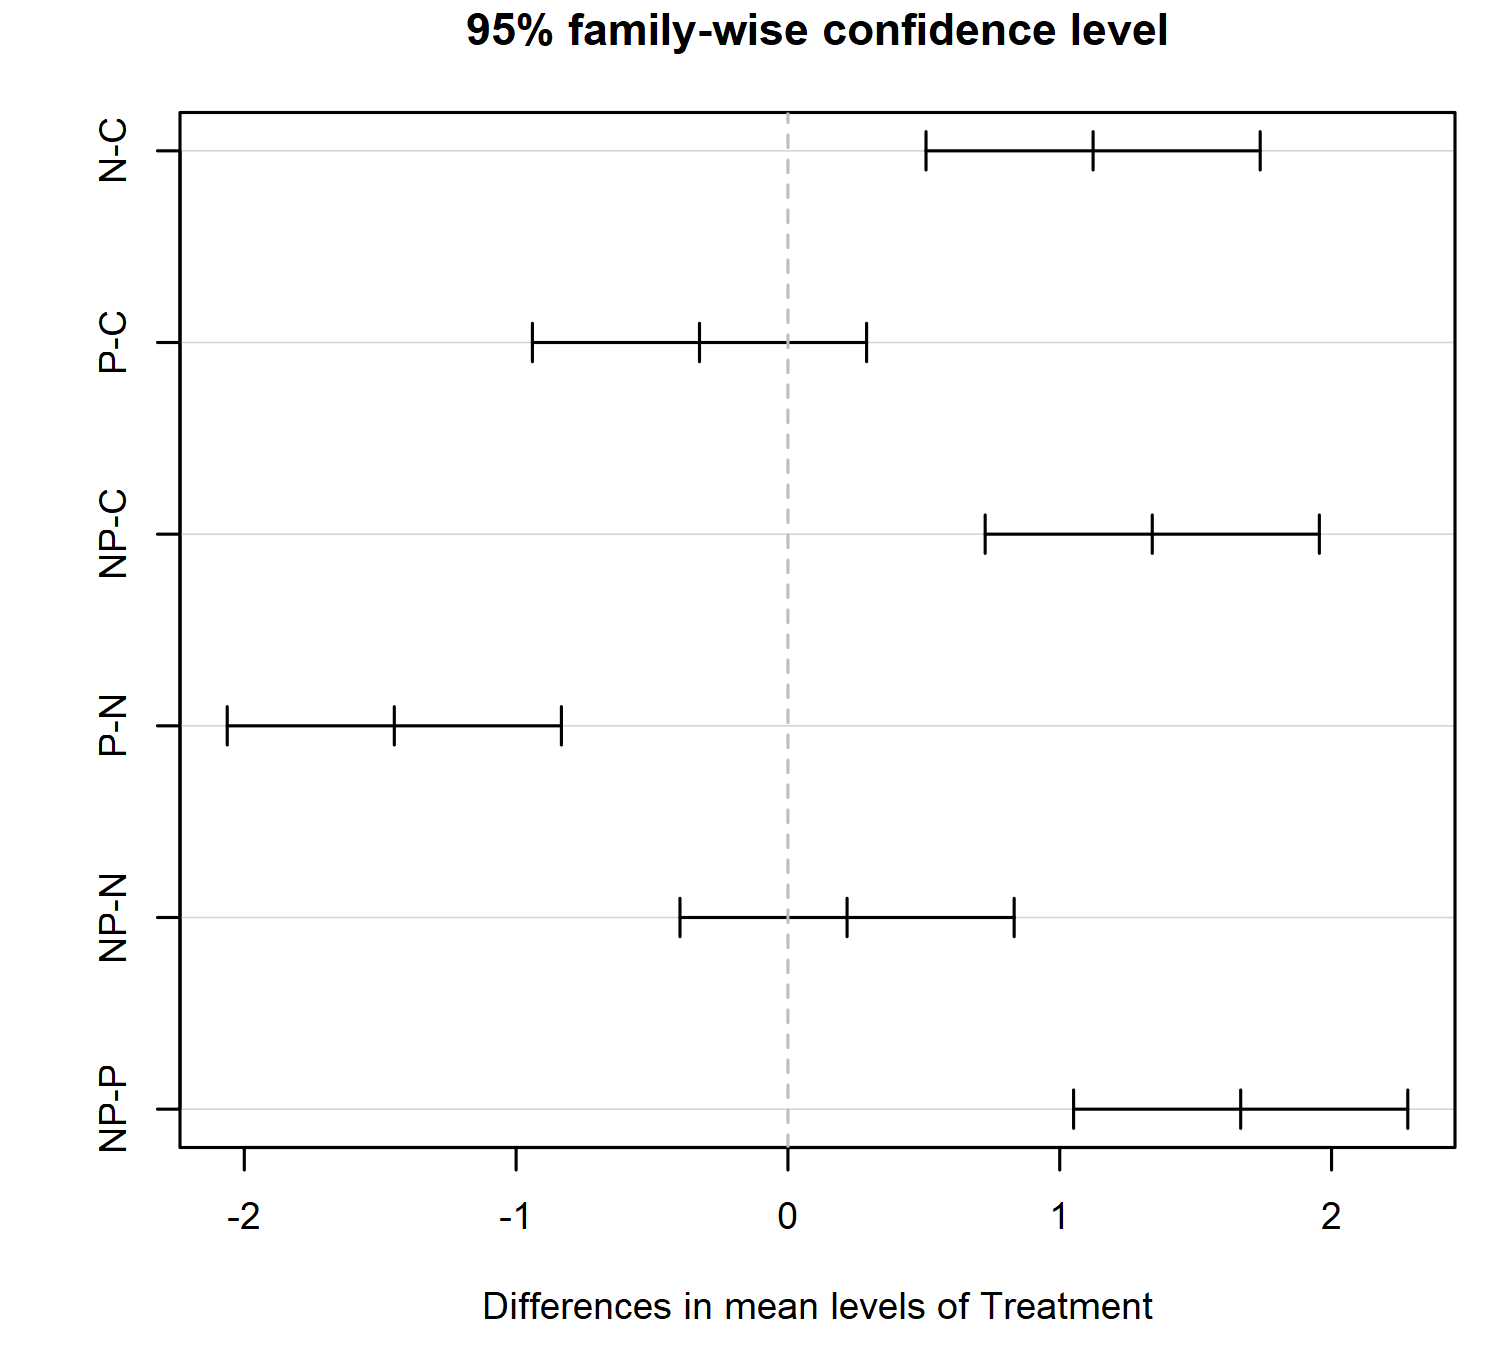 95% family-wise confidence level
N-C
P-C
NP-C
P-N
NP-N
NP-P
-2 -1 0 1 2
Differences in mean levels of Treatment